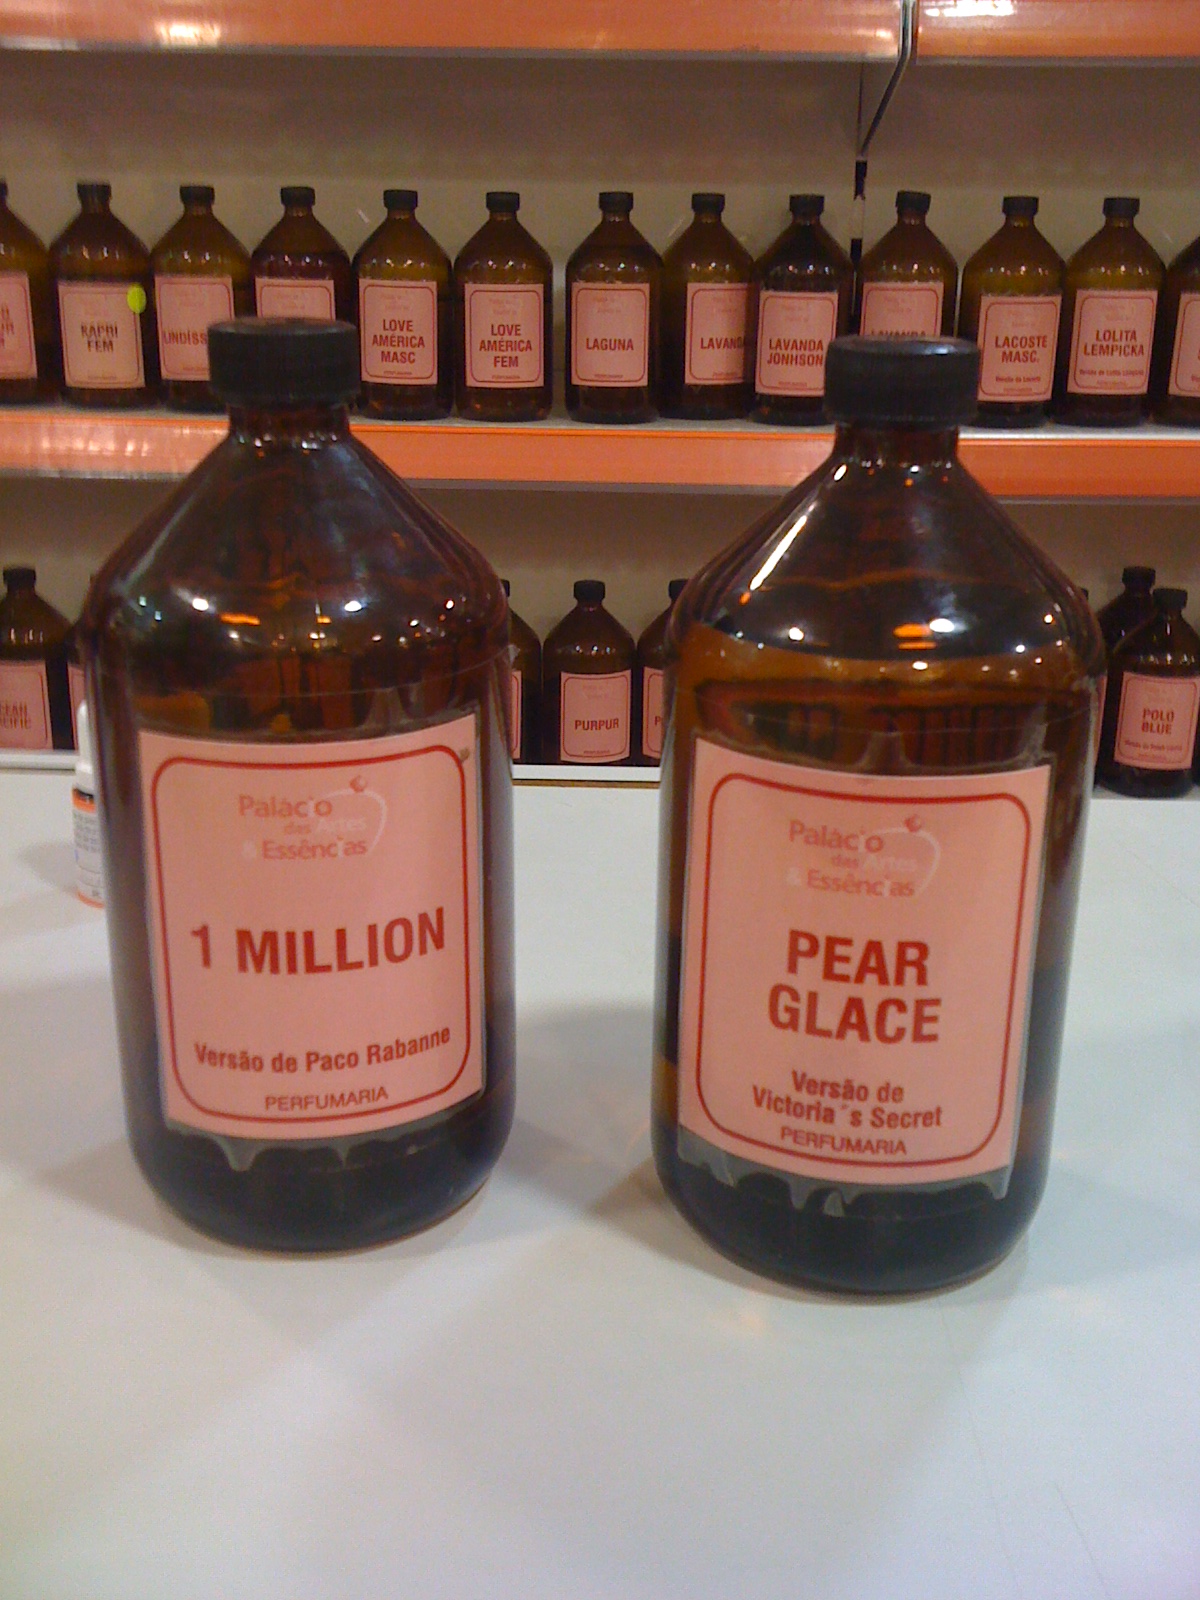 KAPRI
FEM
LOVE
AMÉRICA
MASC
LOVE
AMÉRICA
FEM
LAGUNA
LAVANDA
JONHSON
LACOSTE
MASC.
LOLITA
LEMPICKA
PURPUR
POLO
BLUE
Palácio
das Artes
& Essências
1 MILLION
Versão de Paco Rabanne
PERFUMARIA
Palácio
das Artes
& Essências
PEAR
GLACE
Versão de
Victoria´s Secret
PERFUMARIA